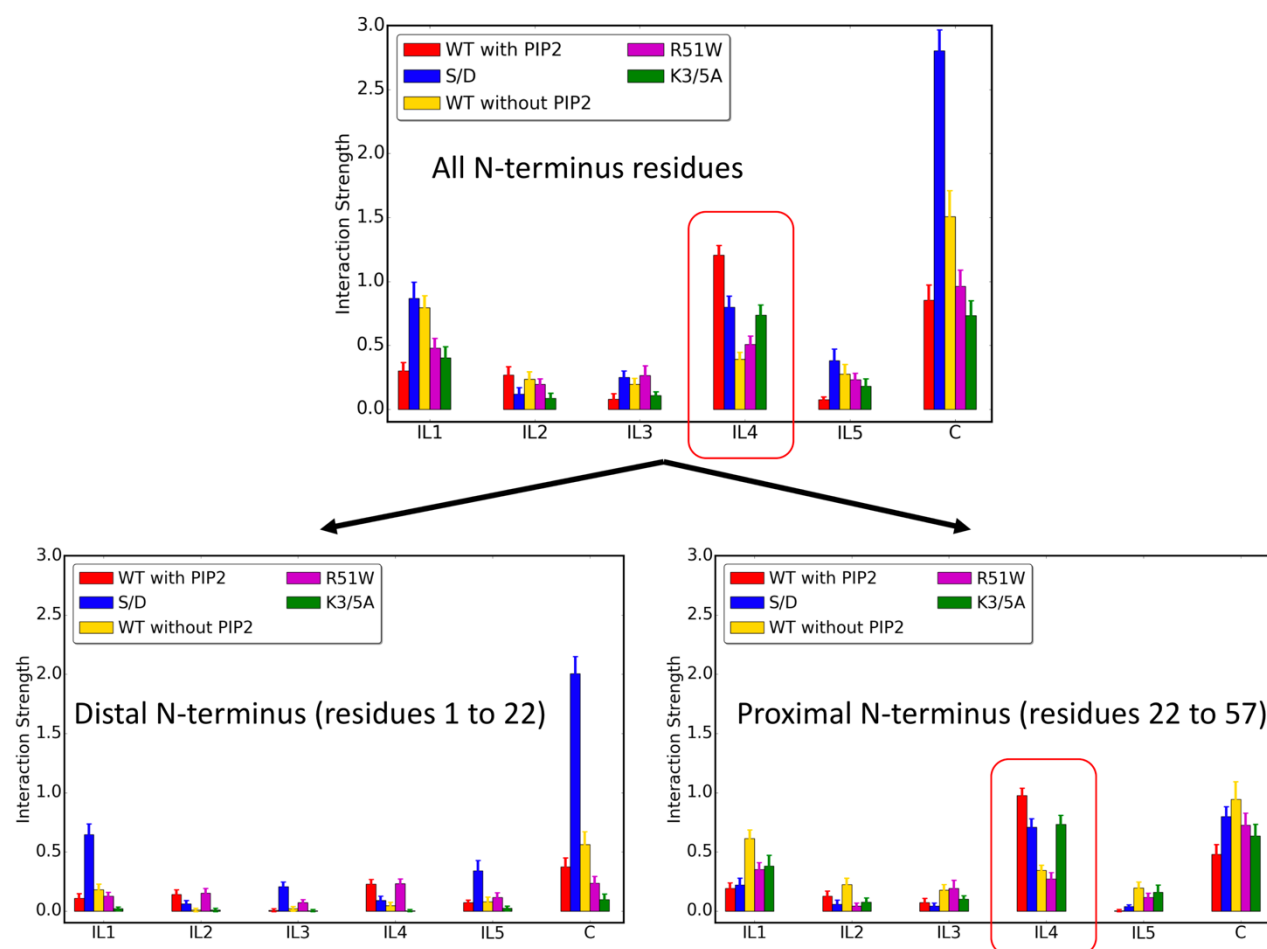 3.0
2.5
2.0
1.5
1.0
0.5
0.0
Interaction Strength
WT with PIP2
S/D
WT without PIP2
R51W
K3/5A
All N-terminus residues
IL1 IL2 IL3 IL4 IL5 C
3.0
2.5
2.0
1.5
1.0
0.5
0.0
Interaction Strength
WT with PIP2
S/D
WT without PIP2
R51W
K3/5A
Distal N-terminus (residues 1 to 22)
IL1 IL2 IL3 IL4 IL5 C
3.0
2.5
2.0
1.5
1.0
0.5
0.0
Interaction Strength
WT with PIP2
S/D
WT without PIP2
R51W
K3/5A
Proximal N-terminus (residues 22 to 57)
IL1 IL2 IL3 IL4 IL5 C